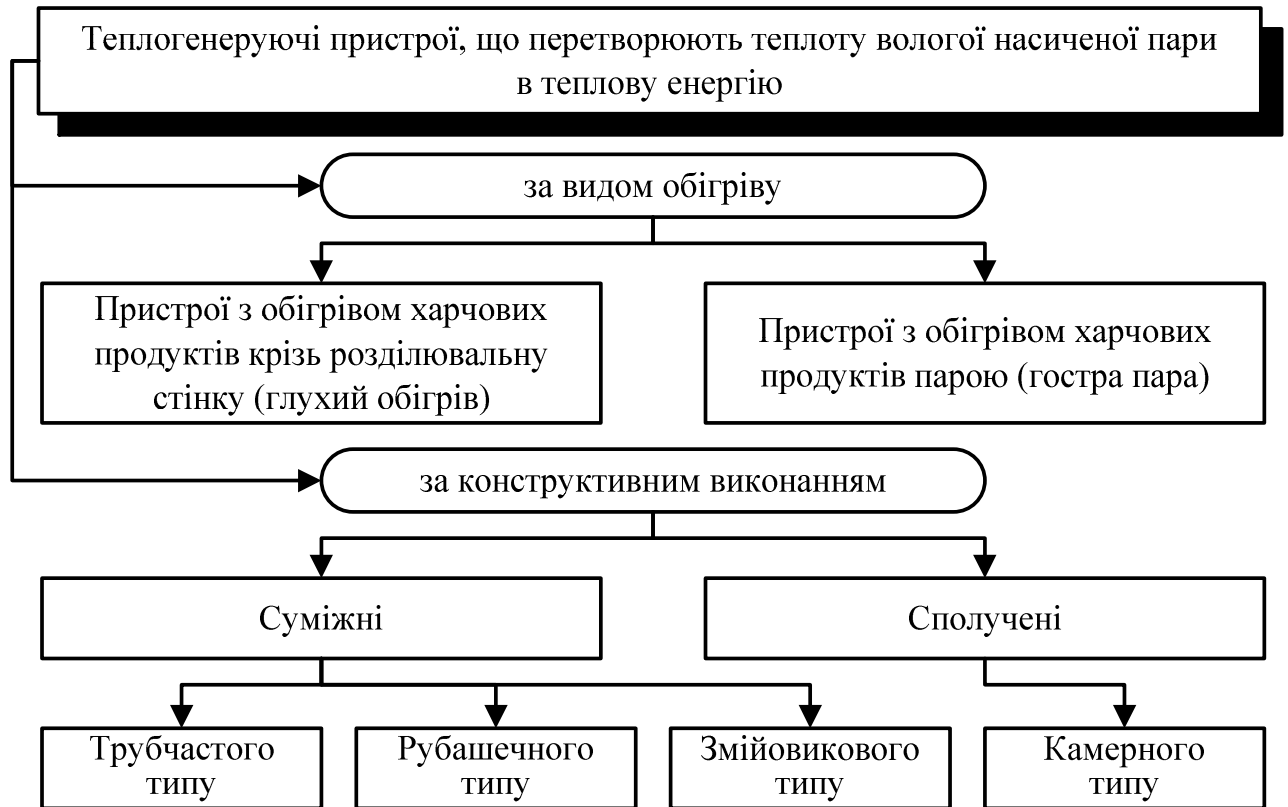 Теплогенеруючі пристрої, що перетворюють теплоту вологої насиченої пари
в теплову енергію
за видом обігріву
Пристрої з обігрівом харчових
продуктів крізь розділювальну
стінку (глухий обігрів)
Пристрої з обігрівом харчових
продуктів парою (гостра пара)
за конструктивним виконанням
Суміжні
Сполучені
Трубчастого
типу
Рубашечного
типу
Змійовикового
типу
Камерного
типу